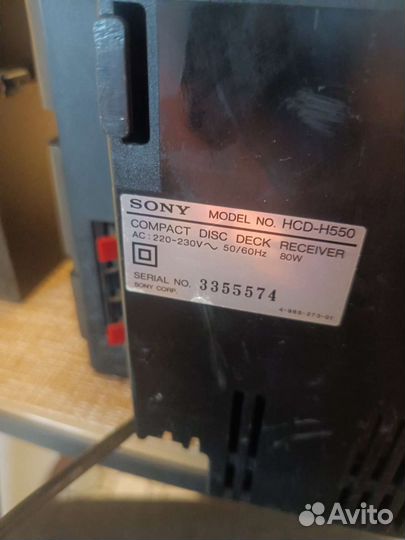 SONY MODEL NO. HCD-H550
COMPACT DISC DECK RECEIVER
AC: 220-230V~ 50/60Hz 80W
SERIAL NO. 3355574
SONY CORP.
Avito